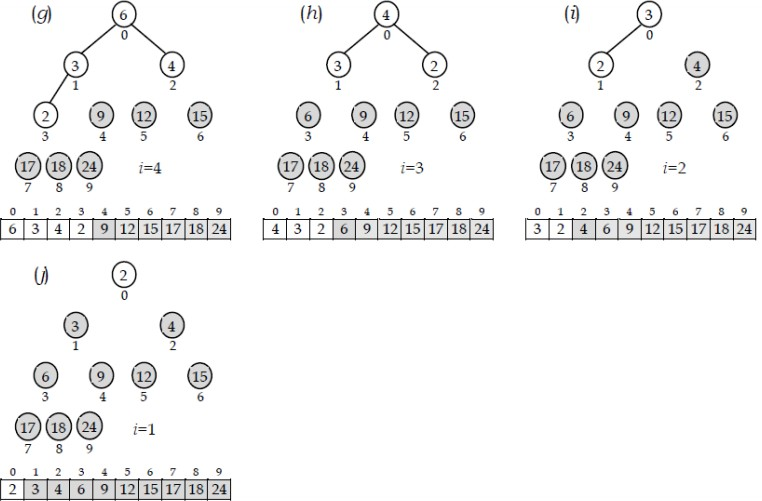 (g) 6 (h) 4 (i) 3
0 0 0
3 4 3 2 2 4
1 2 1 2 1 2
2 9 12 15 6 9 12 15 6 9 12 15
3 4 5 6 3 4 5 6 3 4 5 6
17 18 24 i=4 17 18 24 i=3 17 18 24 i=2
7 8 9 7 8 9 7 8 9
0 1 2 3 4 5 6 7 8 9 0 1 2 3 4 5 6 7 8 9 0 1 2 3 4 5 6 7 8 9
6 3 4 2 9 12 15 17 18 24 4 3 2 6 9 12 15 17 18 24 3 2 4 6 9 12 15 17 18 24
(j) 2
0
3 4
1 2
6 9 12 15
3 4 5 6
17 18 24 i=1
7 8 9
0 1 2 3 4 5 6 7 8 9
2 3 4 6 9 12 15 17 18 24